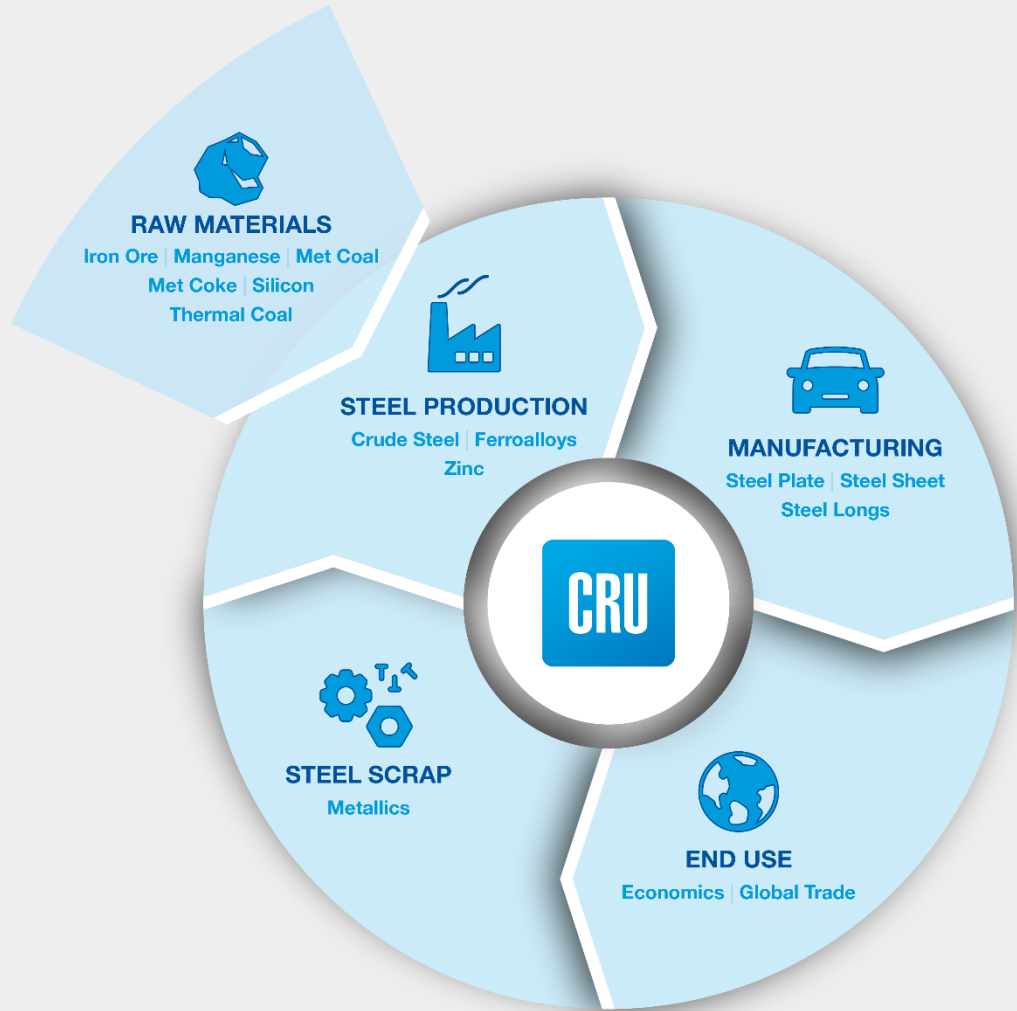 RAW MATERIALS
Iron Ore | Manganese | Met Coal
Met Coke | Silicon
Thermal Coal
STEEL PRODUCTION
Crude Steel | Ferroalloys
Zinc
MANUFACTURING
Steel Plate | Steel Sheet
Steel Longs
CRU
STEEL SCRAP
Metallics
END USE
Economics | Global Trade